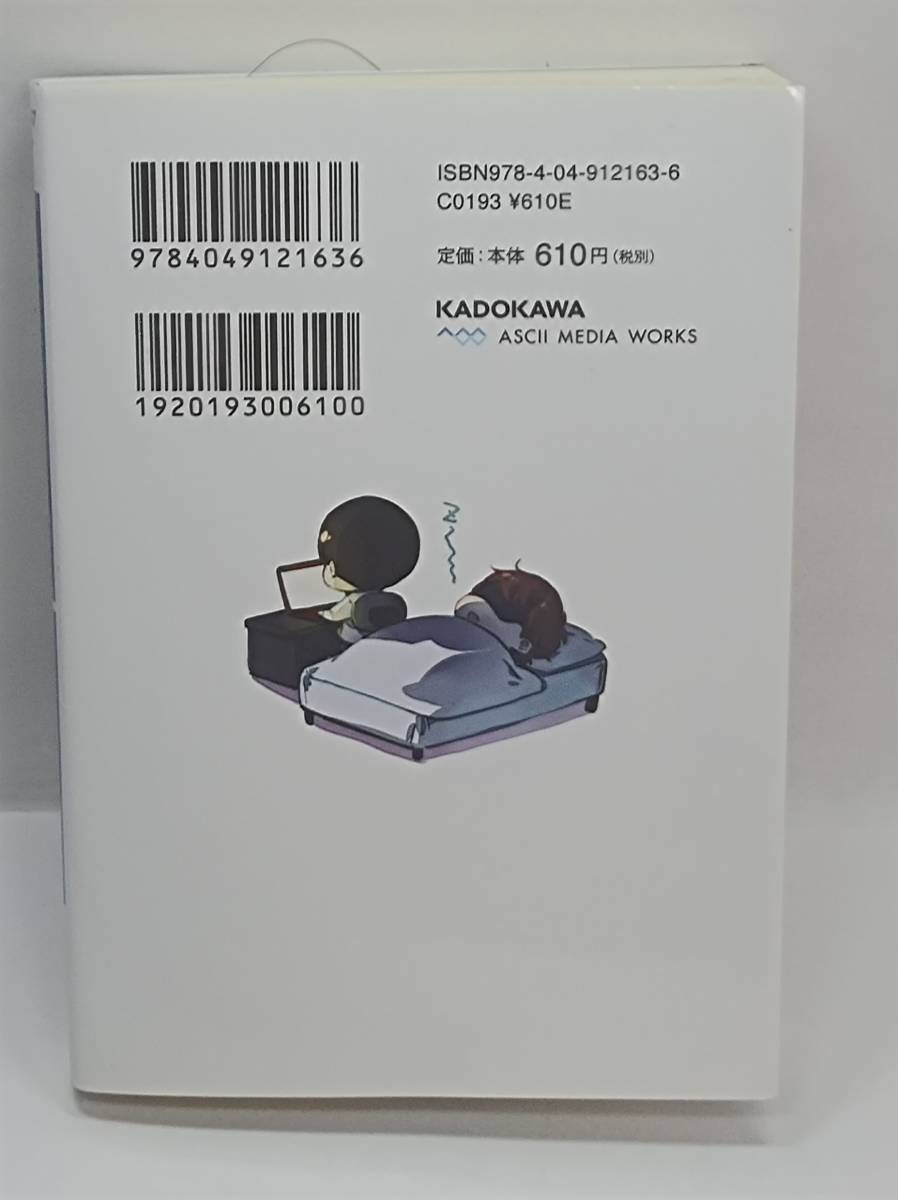 9784049121636
1920193006100
ISBN978-4-04-912163-6
C0193 ¥610E
定価:本体 610円(税別)
KADOKAWA
ASCII MEDIA WORKS